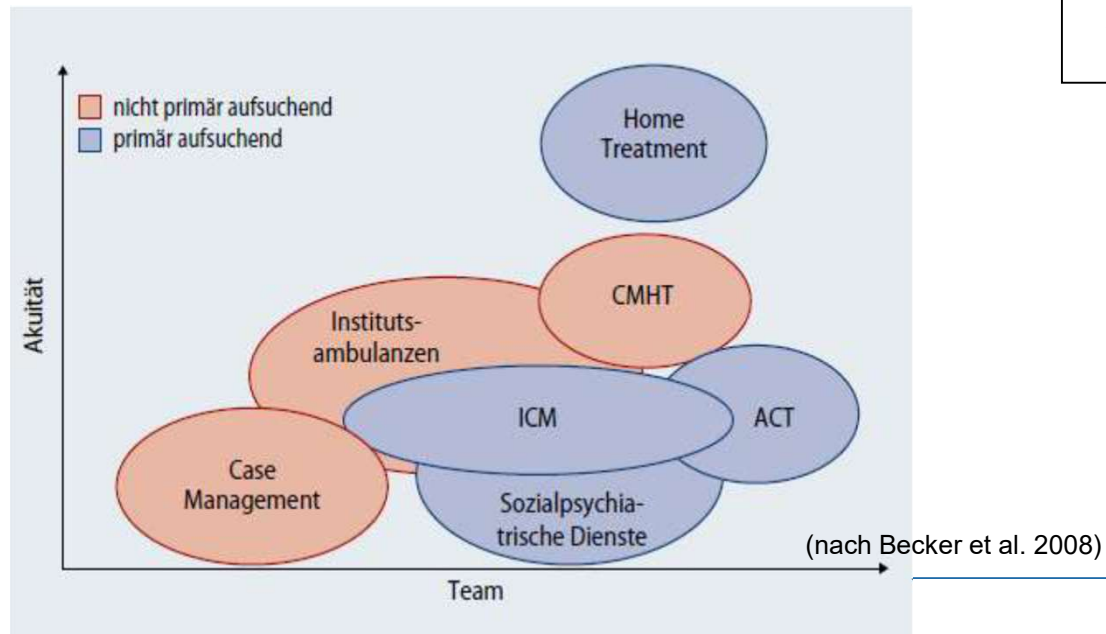 nicht primär aufsuchend
primär aufsuchend
Home
Treatment
CMHT
Instituts-
ambulanzen
ICM
ACT
Case
Management
Sozialpsychia-
trische Dienste
Akuität
Team
(nach Becker et al. 2008)